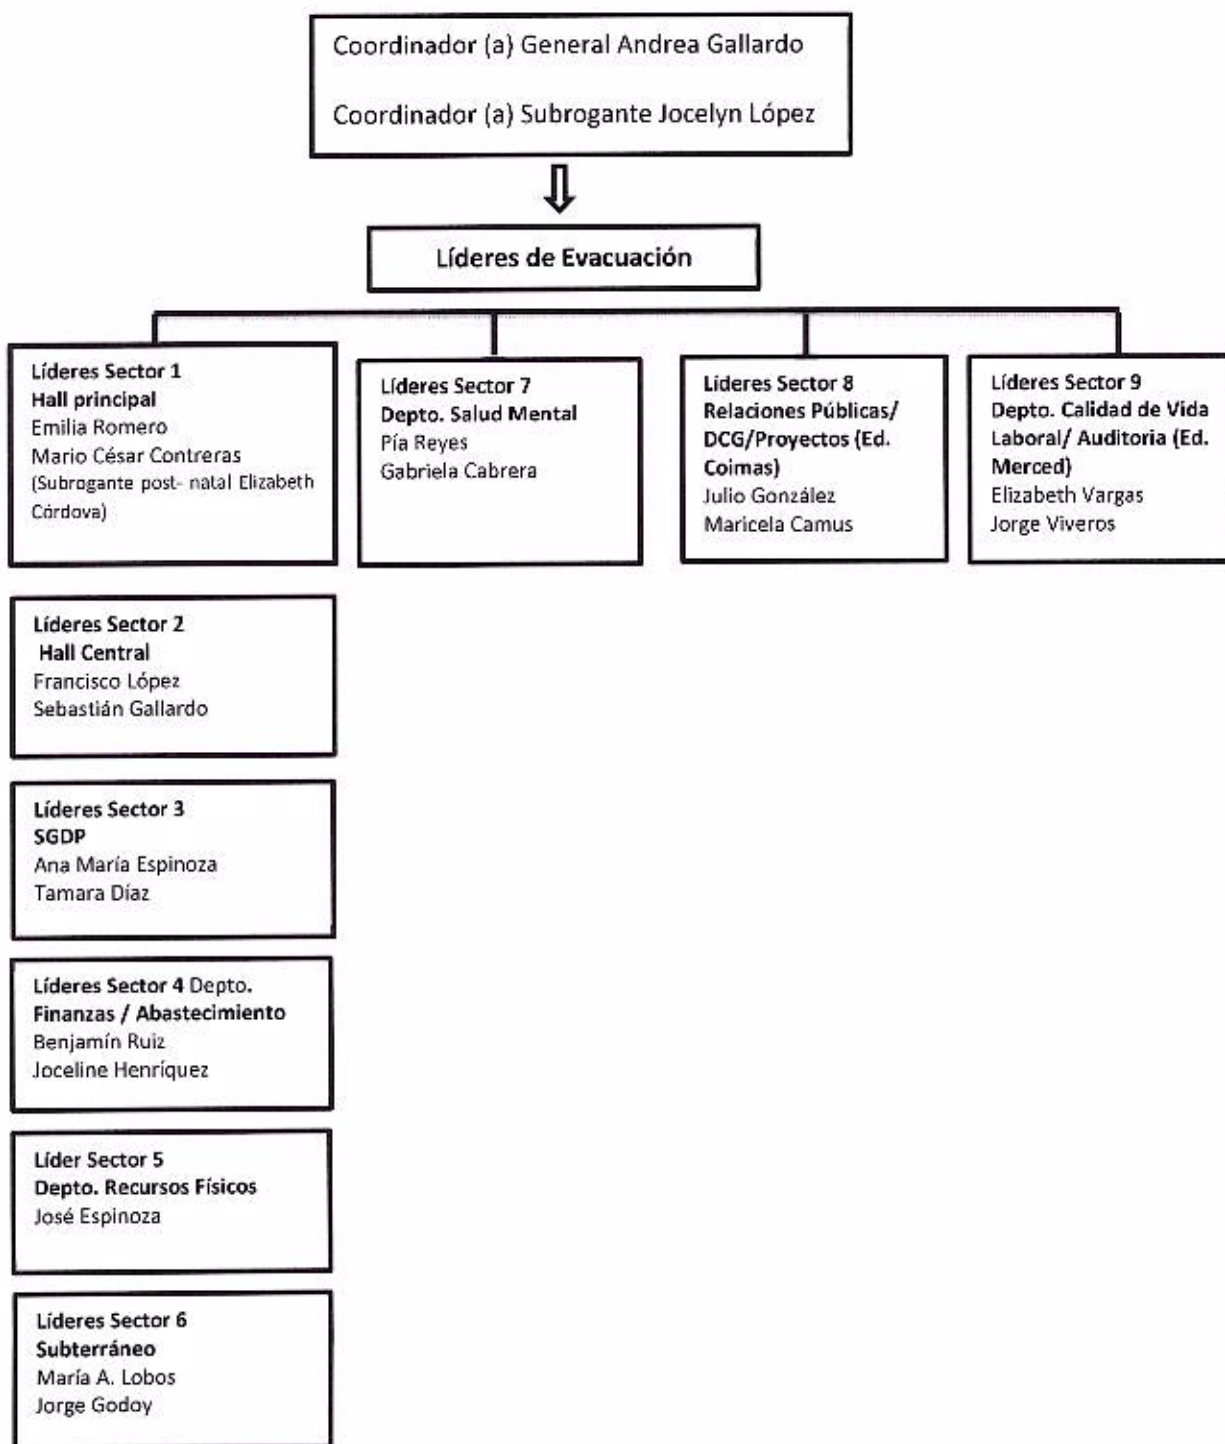 Coordinador (a) General Andrea Gallardo
Coordinador (a) Subrogante Jocelyn López
Líderes de Evacuación
Líderes Sector 1
Hall principal
Emilia Romero
Mario César Contreras
(Subrogante post- natal Elizabeth
Córdova)
Líderes Sector 7
Depto. Salud Mental
Pía Reyes
Gabriela Cabrera
Líderes Sector 8
Relaciones Públicas/
DCG/Proyectos (Ed.
Coimas)
Julio González
Maricela Camus
Líderes Sector 9
Depto. Calidad de Vida
Laboral/ Auditoria (Ed.
Merced)
Elizabeth Vargas
Jorge Viveros
Líderes Sector 2
Hall Central
Francisco López
Sebastián Gallardo
Líderes Sector 3
SGDP
Ana María Espinoza
Tamara Díaz
Líderes Sector 4 Depto.
Finanzas / Abastecimiento
Benjamín Ruiz
Joceline Henríquez
Líder Sector 5
Depto. Recursos Físicos
José Espinoza
Líderes Sector 6
Subterráneo
María A. Lobos
Jorge Godoy